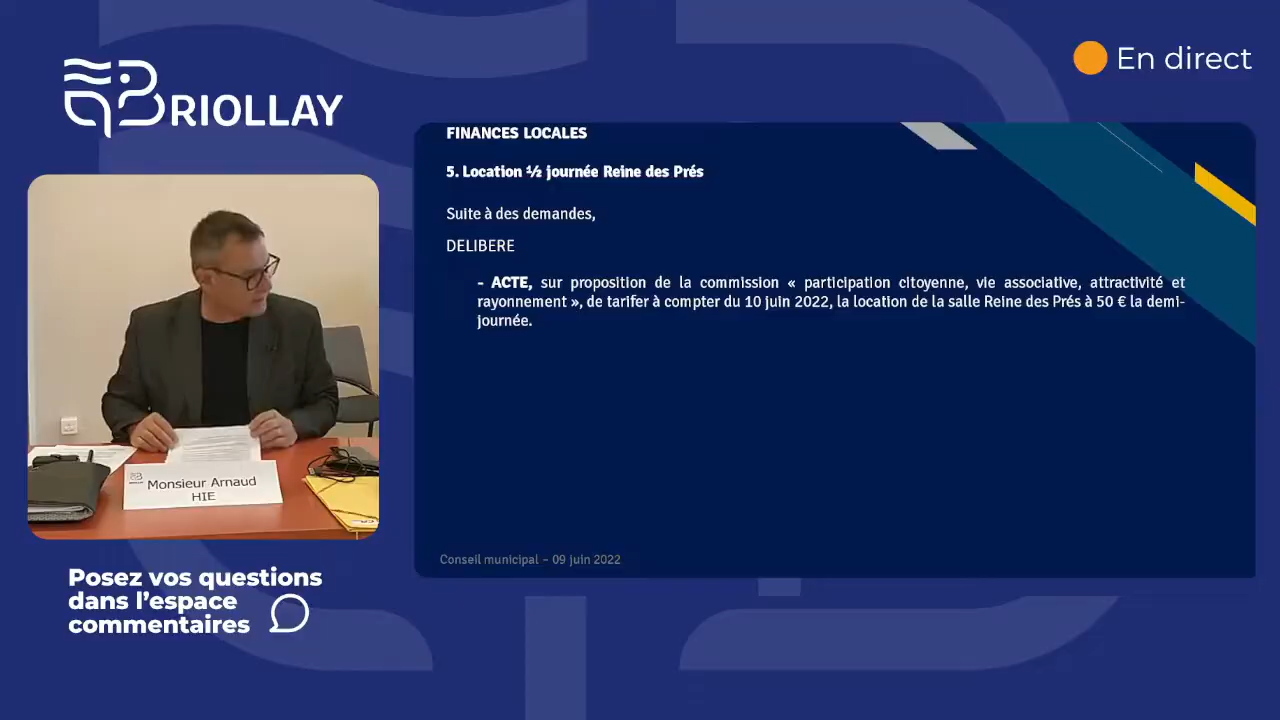 BRIOLLAY
En direct
FINANCES LOCALES
5. Location ½ journée Reine des Prés
Suite à des demandes,
DELIBERE
- ACTE, sur proposition de la commission « participation citoyenne, vie associative, attractivité et
rayonnement », de tarifer à compter du 10 juin 2022, la location de la salle Reine des Prés à 50 € la demi-
journée.
Conseil municipal – 09 juin 2022
Monsieur Arnaud
HIE
Posez vos questions
dans l'espace
commentaires